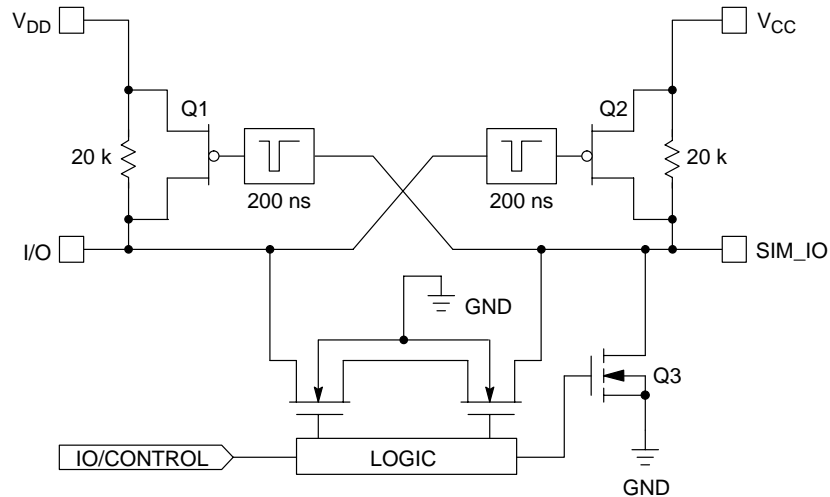 VDD
VCC
Q1
Q2
20 k
20 k
200 ns
200 ns
I/O
SIM_IO
GND
Q3
IO/CONTROL
LOGIC
GND